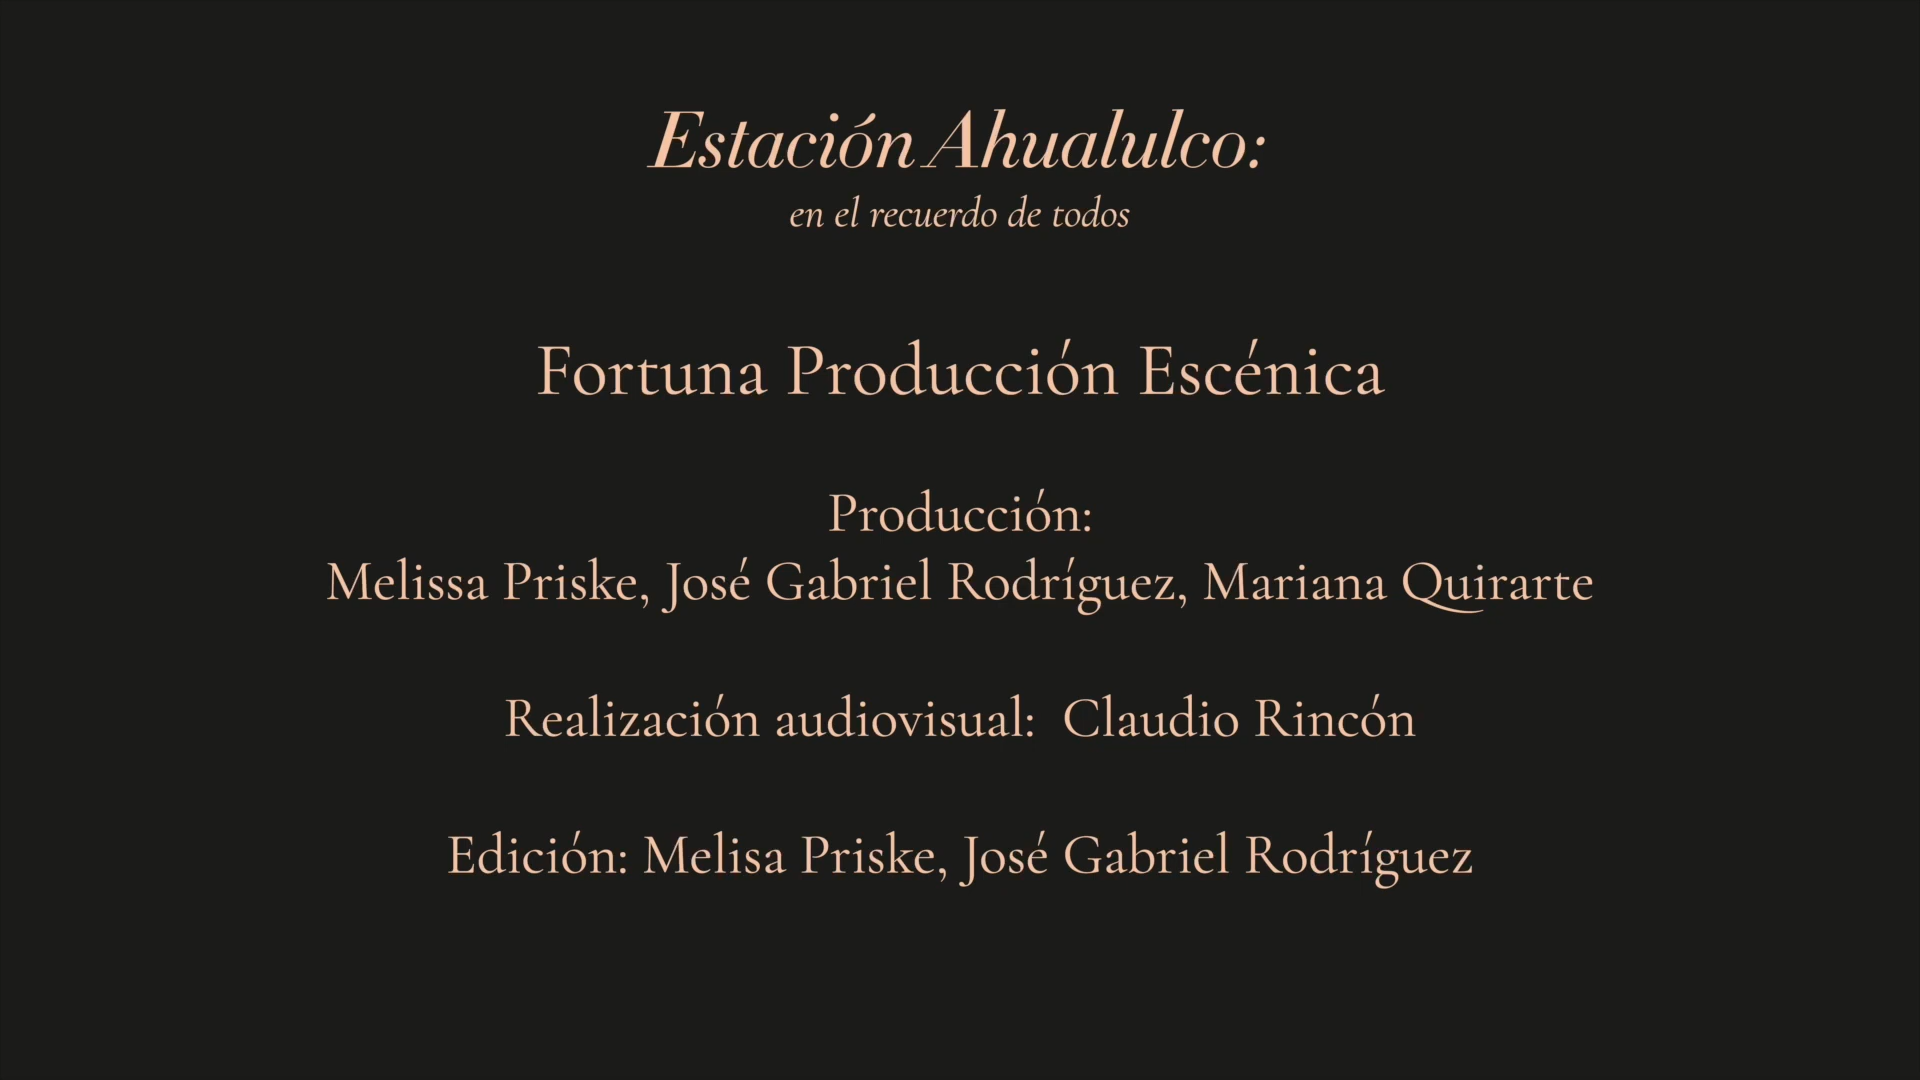 Estación Ahualulco:
en el recuerdo de todos
Fortuna Producción Escénica
Producción:
Melissa Priske, José Gabriel Rodríguez, Mariana Quirarte
Realización audiovisual:  Claudio Rincón
Edición: Melisa Priske, José Gabriel Rodríguez